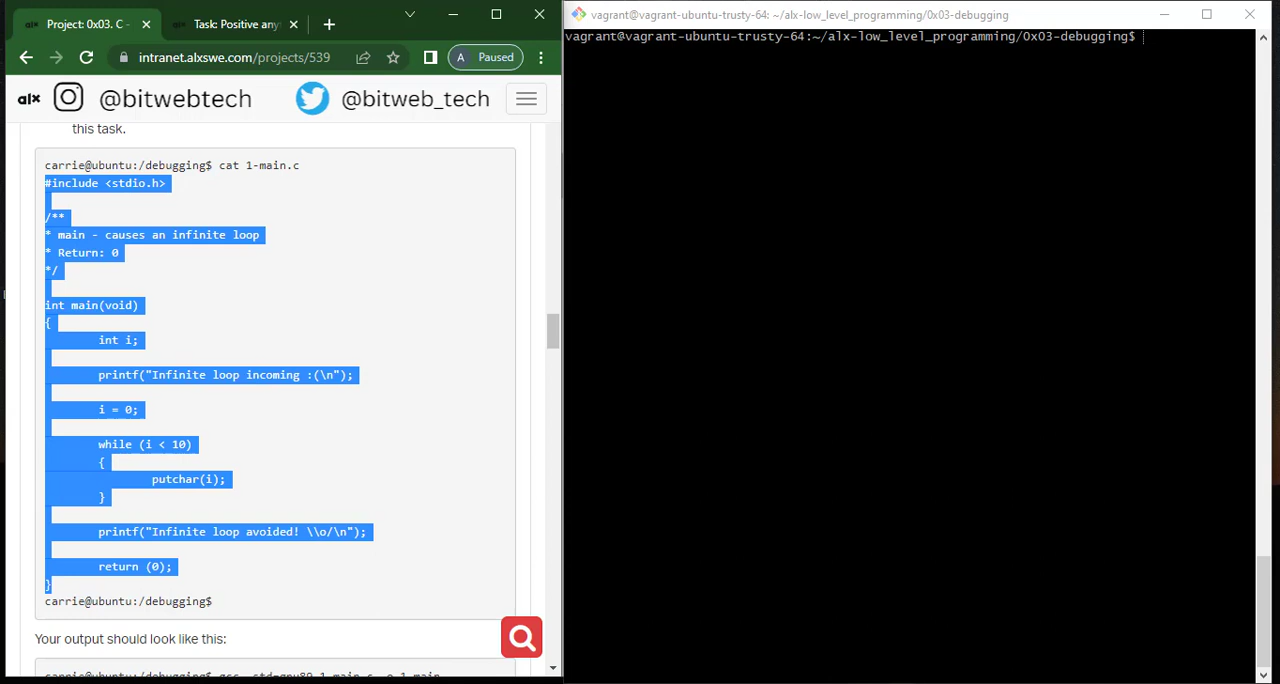 Project: 0x03. C -
Task: Positive any
intranet.alxswe.com/projects/539
A Paused
alx @bitwebtech @bitweb_tech
this task.
carrie@ubuntu:/debugging$ cat 1-main.c
#include <stdio.h>
/**
* main - causes an infinite loop
* Return: 0
*/
int main(void)
{
int i;
printf("Infinite loop incoming :(\n");
i = 0;
while (i < 10)
{
putchar(i);
}
printf("Infinite loop avoided! \\o/\n");
return (0);
}
carrie@ubuntu:/debugging$
Your output should look like this:
vagrant@vagrant-ubuntu-trusty-64: ~/alx-low_level_programming/0x03-debugging
vagrant@vagrant-ubuntu-trusty-64:~/alx-low_level_programming/0x03-debugging$